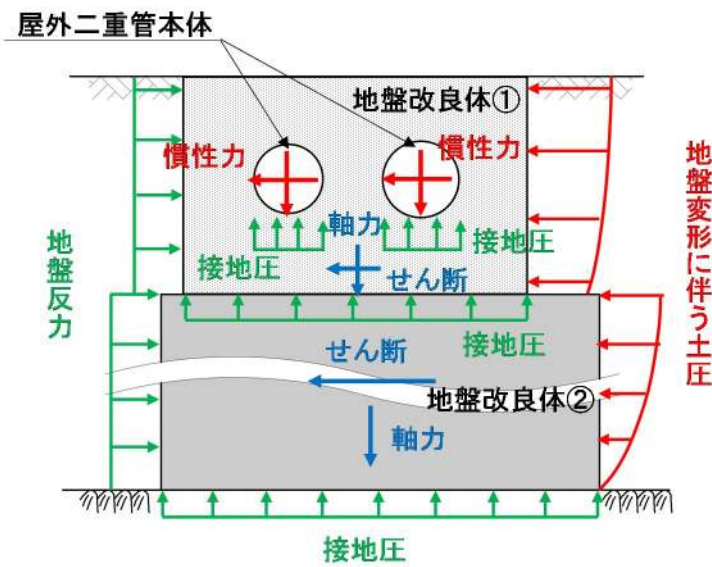 屋外二重管本体
地盤改良体①
慣性力
慣性力
軸力
接地圧
接地圧
せん断
地盤反力
地盤変形に伴う土圧
接地圧
せん断
地盤改良体②
軸力
接地圧